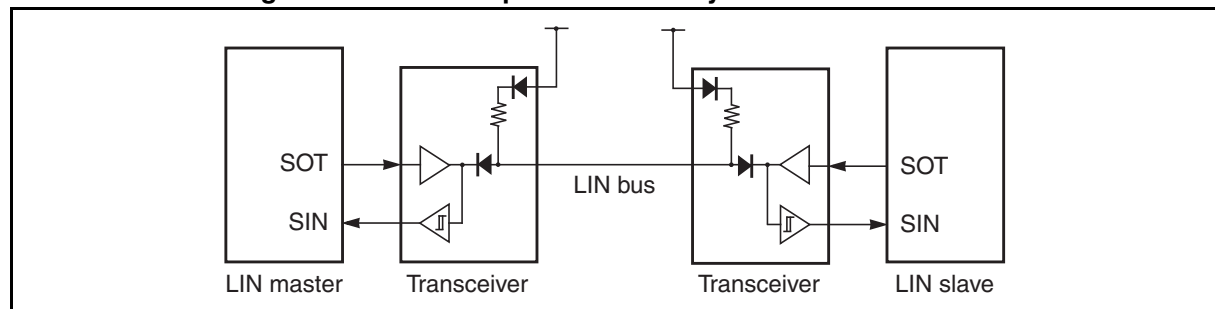 SOT
SIN
LIN master
Transceiver
LIN bus
Transceiver
SOT
SIN
LIN slave